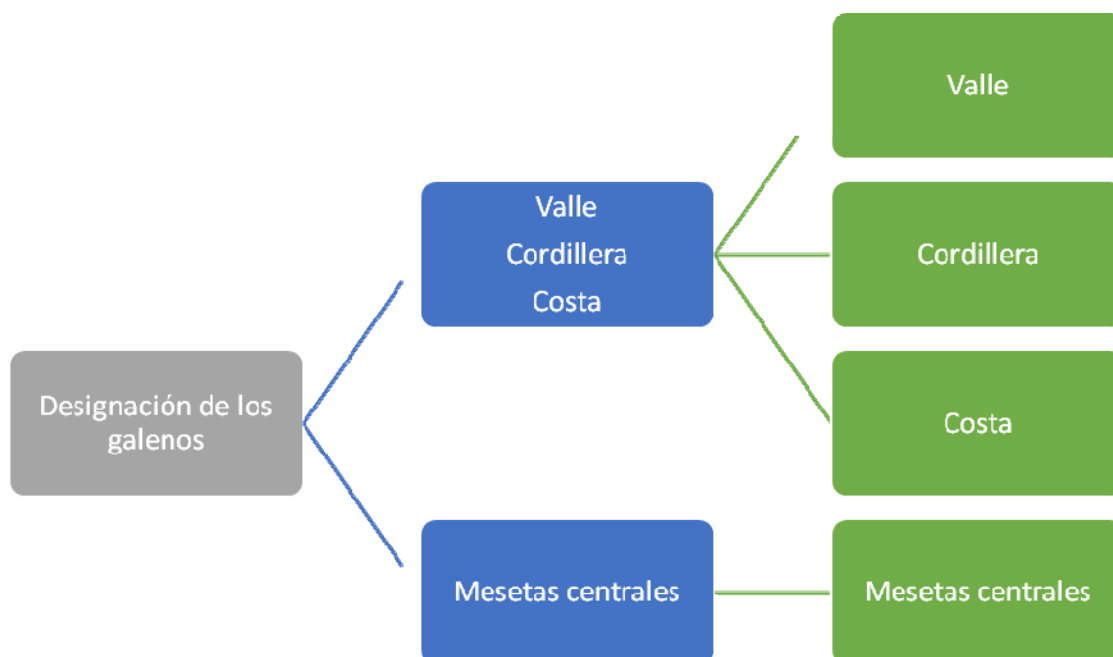 Designación de los
galenos
Valle
Cordillera
Costa
Mesetas centrales
Valle
Cordillera
Costa
Mesetas centrales